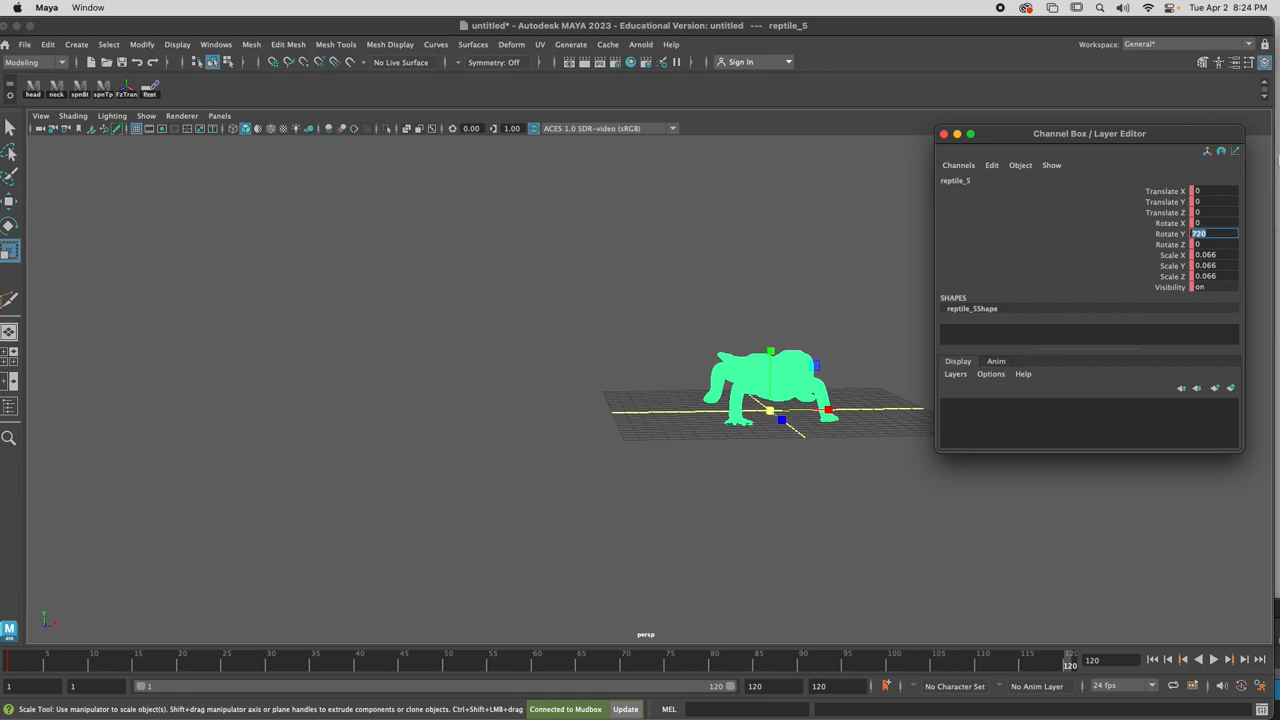 Maya Window Tue Apr 2 8:24 PM
untitled* - Autodesk MAYA 2023 - Educational Version: untitled --- reptile_5
File Edit Create Select Modify Display Windows Mesh Edit Mesh Mesh Tools Mesh Display Curves Surfaces Deform UV Generate Cache Arnold Help Workspace: General*
Modeling No Live Surface Symmetry: Off Sign In
head neck spnBt spnTp FzTran Prnt
View Shading Lighting Show Renderer Panels
0.00 1.00 ACES 1.0 SDR-video (sRGB)
Channel Box / Layer Editor
Channels Edit Object Show
reptile_5
Translate X 0
Translate Y 0
Translate Z 0
Rotate X 0
Rotate Y 720
Rotate Z 0
Scale X 0.066
Scale Y 0.066
Scale Z 0.066
Visibility on
SHAPES
reptile_5Shape
Display Anim
Layers Options Help
y
x
persp
5 10 15 20 25 30 35 40 45 50 55 60 65 70 75 80 85 90 95 100 105 110 115 120
120 120
1 1 1 120 120 120 No Character Set No Anim Layer 24 fps
Scale Tool: Use manipulator to scale object(s). Shift+drag manipulator axis or plane handles to extrude components or clone objects. Ctrl+Shift+LMB+drag Connected to Mudbox Update MEL